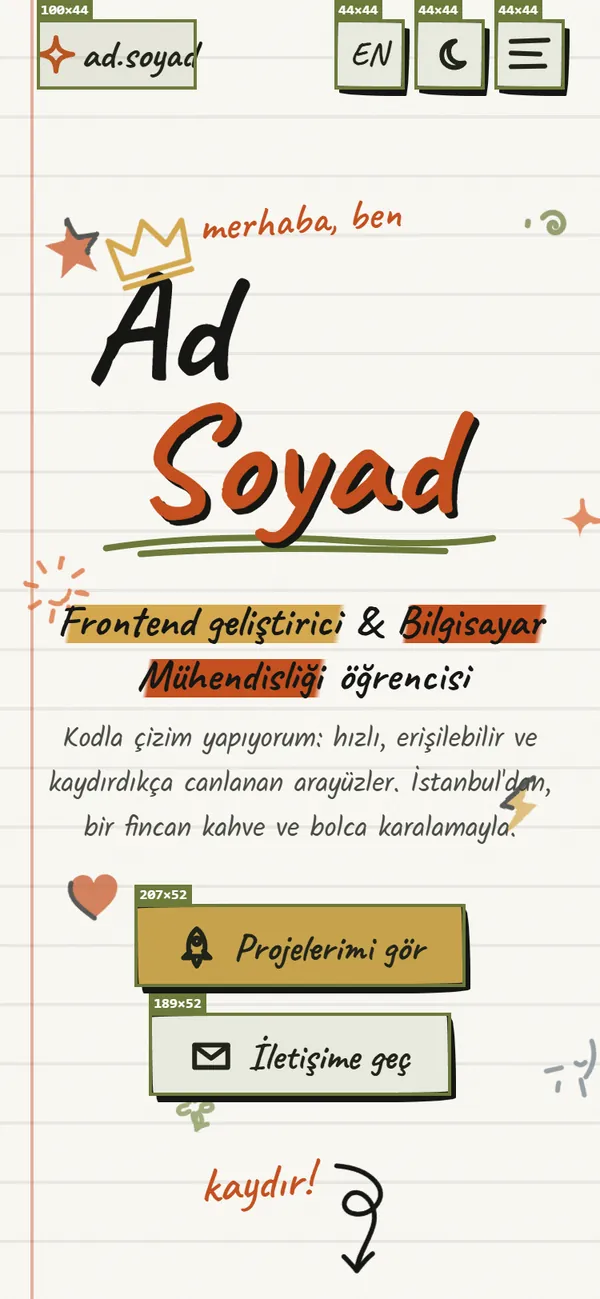 100×44
44×44
44×44
44×44
ad.soyad
EN
merhaba, ben
Ad
Soyad
Frontend geliştirici & Bilgisayar
Mühendisliği öğrencisi
Kodla çizim yapıyorum: hızlı, erişilebilir ve
kaydırdıkça canlanan arayüzler. İstanbul'dan,
bir fincan kahve ve bolca karalamayla.
207×52
Projelerimi gör
189×52
İletişime geç
kaydır!